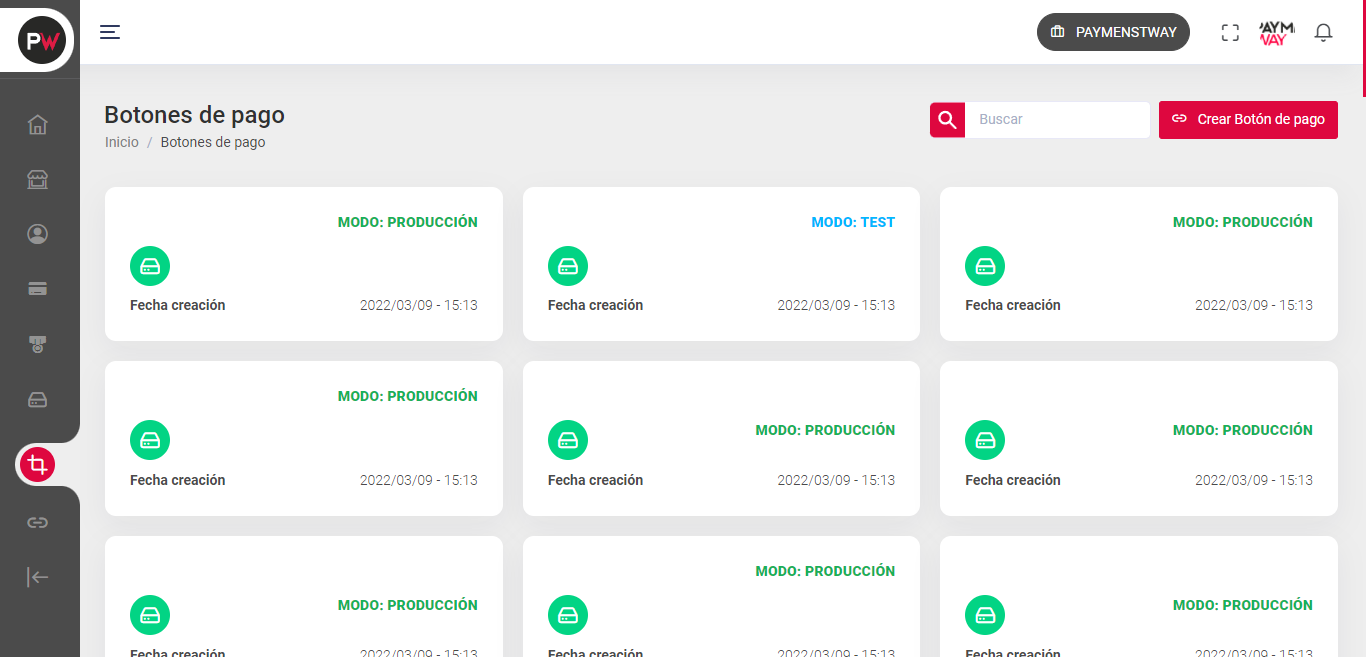 PW
PAYMENSTWAY
Botones de pago
Inicio / Botones de pago
Buscar
Crear Botón de pago
MODO: PRODUCCIÓN
Fecha creación 2022/03/09 - 15:13
MODO: TEST
Fecha creación 2022/03/09 - 15:13
MODO: PRODUCCIÓN
Fecha creación 2022/03/09 - 15:13
MODO: PRODUCCIÓN
Fecha creación 2022/03/09 - 15:13
MODO: PRODUCCIÓN
Fecha creación 2022/03/09 - 15:13
MODO: PRODUCCIÓN
Fecha creación 2022/03/09 - 15:13
MODO: PRODUCCIÓN
Fecha creación 2022/03/09 - 15:13
MODO: PRODUCCIÓN
Fecha creación 2022/03/09 - 15:13
MODO: PRODUCCIÓN
Fecha creación 2022/03/09 - 15:13